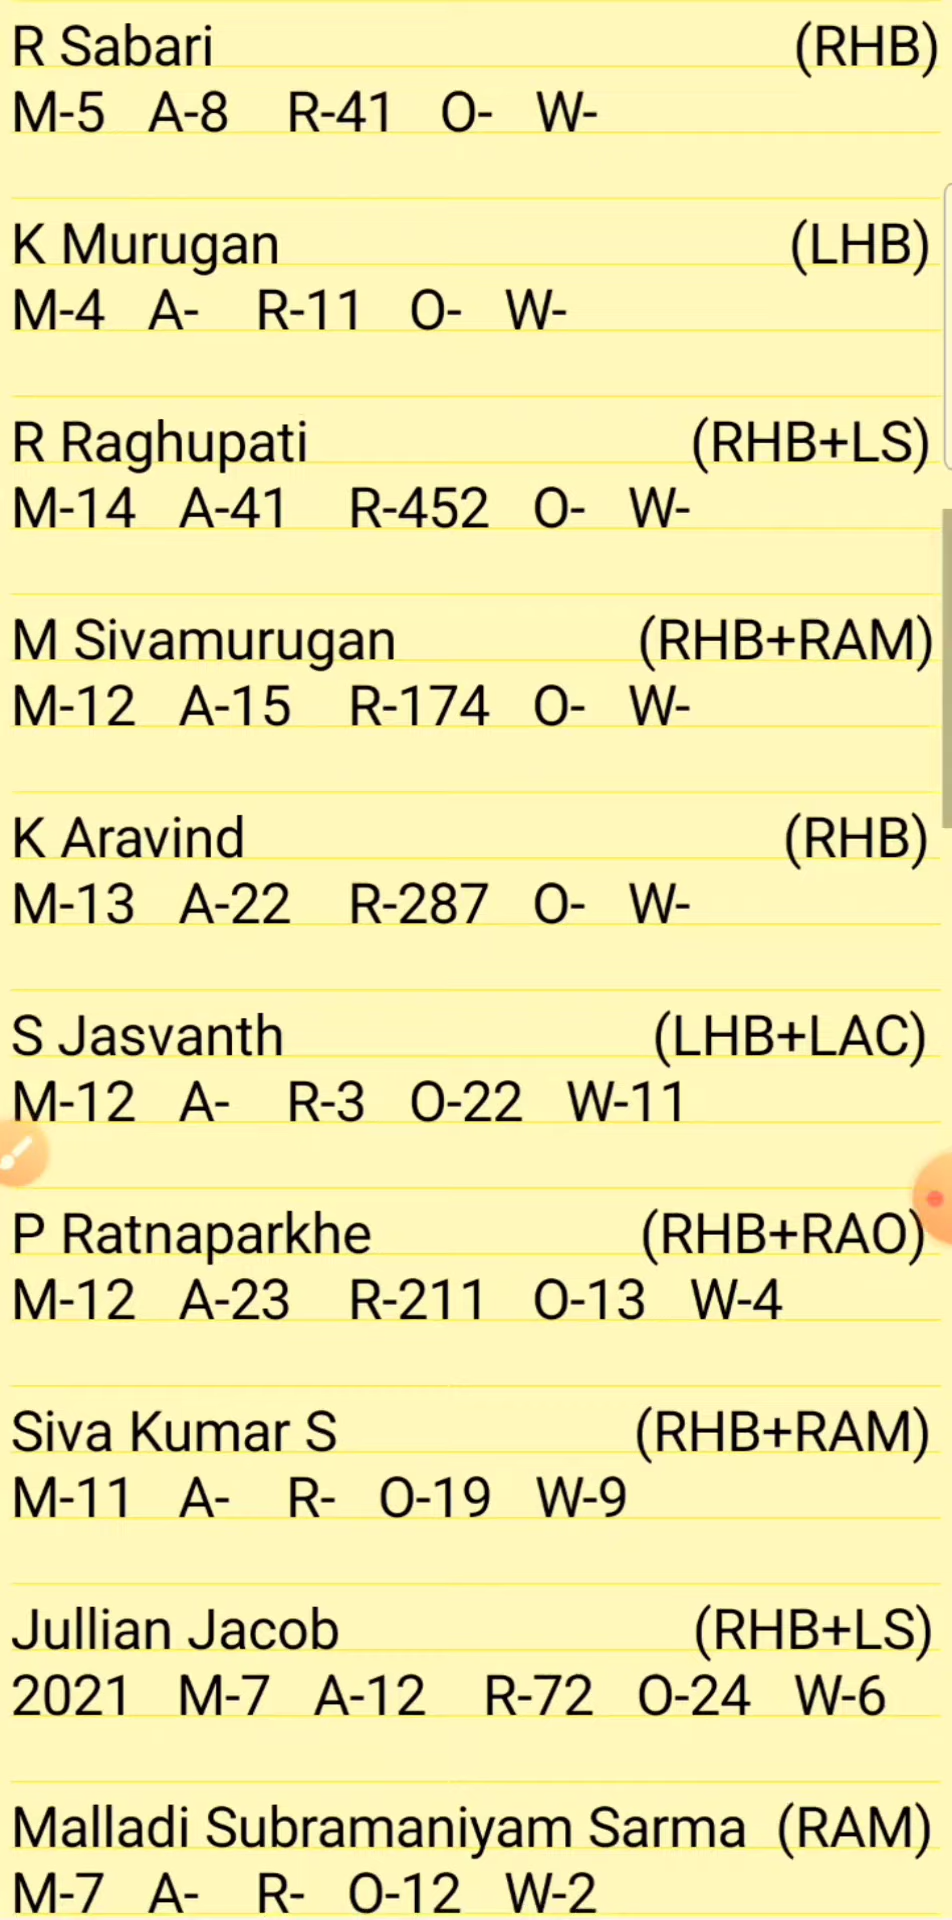 R Sabari (RHB)
M-5 A-8 R-41 O- W-
K Murugan (LHB)
M-4 A- R-11 O- W-
R Raghupati (RHB+LS)
M-14 A-41 R-452 O- W-
M Sivamurugan (RHB+RAM)
M-12 A-15 R-174 O- W-
K Aravind (RHB)
M-13 A-22 R-287 O- W-
S Jasvanth (LHB+LAC)
M-12 A- R-3 O-22 W-11
P Ratnaparkhe (RHB+RAO)
M-12 A-23 R-211 O-13 W-4
Siva Kumar S (RHB+RAM)
M-11 A- R- O-19 W-9
Jullian Jacob (RHB+LS)
2021 M-7 A-12 R-72 O-24 W-6
Malladi Subramaniyam Sarma (RAM)
M-7 A- R- O-12 W-2